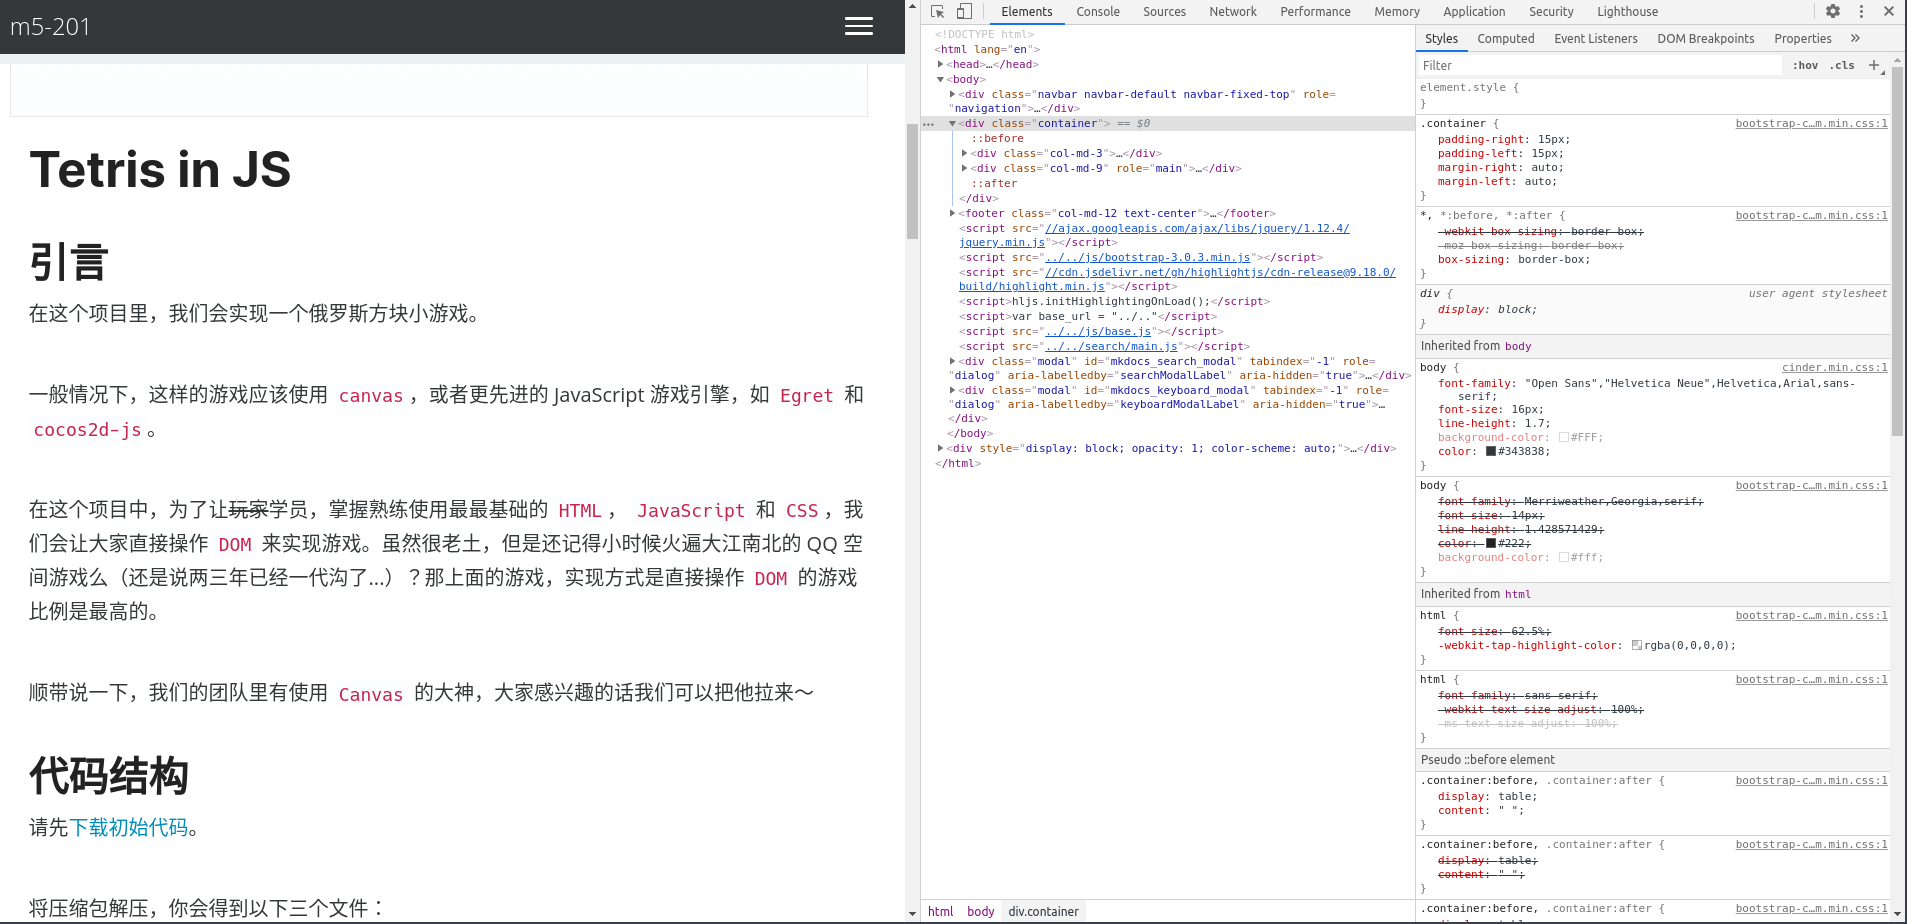 m5-201
Tetris in JS
引言
在这个项目里，我们会实现一个俄罗斯方块小游戏。
一般情况下，这样的游戏应该使用 canvas ，或者更先进的 JavaScript 游戏引擎，如 Egret 和
cocos2d-js 。
在这个项目中，为了让玩家学员，掌握熟练使用最最基础的 HTML ， JavaScript 和 CSS ，我
们会让大家直接操作 DOM 来实现游戏。虽然很老土，但是还记得小时候火遍大江南北的 QQ 空
间游戏么（还是说两三年已经一代沟了...）？那上面的游戏，实现方式是直接操作 DOM 的游戏
比例是最高的。
顺带说一下，我们的团队里有使用 Canvas 的大神，大家感兴趣的话我们可以把他拉来～
代码结构
请先下载初始代码。
将压缩包解压，你会得到以下三个文件：
Elements Console Sources Network Performance Memory Application Security Lighthouse
<!DOCTYPE html>
<html lang="en">
<head>…</head>
<body>
<div class="navbar navbar-default navbar-fixed-top" role=
"navigation">…</div>
<div class="container"> == $0
::before
<div class="col-md-3">…</div>
<div class="col-md-9" role="main">…</div>
::after
</div>
<footer class="col-md-12 text-center">…</footer>
<script src="//ajax.googleapis.com/ajax/libs/jquery/1.12.4/
jquery.min.js"></script>
<script src="../../js/bootstrap-3.0.3.min.js"></script>
<script src="//cdn.jsdelivr.net/gh/highlightjs/cdn-release@9.18.0/
build/highlight.min.js"></script>
<script>hljs.initHighlightingOnLoad();</script>
<script>var base_url = "../.."</script>
<script src="../../js/base.js"></script>
<script src="../../search/main.js"></script>
<div class="modal" id="mkdocs_search_modal" tabindex="-1" role=
"dialog" aria-labelledby="searchModalLabel" aria-hidden="true">…</div>
<div class="modal" id="mkdocs_keyboard_modal" tabindex="-1" role=
"dialog" aria-labelledby="keyboardModalLabel" aria-hidden="true">…
</div>
</body>
<div style="display: block; opacity: 1; color-scheme: auto;">…</div>
</html>
html body div.container
Styles Computed Event Listeners DOM Breakpoints Properties »
Filter :hov .cls +
element.style {
}
.container { bootstrap-c…m.min.css:1
padding-right: 15px;
padding-left: 15px;
margin-right: auto;
margin-left: auto;
}
*, *:before, *:after { bootstrap-c…m.min.css:1
-webkit-box-sizing: border-box;
-moz-box-sizing: border-box;
box-sizing: border-box;
}
div { user agent stylesheet
display: block;
}
Inherited from body
body { cinder.min.css:1
font-family: "Open Sans","Helvetica Neue",Helvetica,Arial,sans-
serif;
font-size: 16px;
line-height: 1.7;
background-color: #FFF;
color: #343838;
}
body { bootstrap-c…m.min.css:1
font-family: Merriweather,Georgia,serif;
font-size: 14px;
line-height: 1.428571429;
color: #222;
background-color: #fff;
}
Inherited from html
html { bootstrap-c…m.min.css:1
font-size: 62.5%;
-webkit-tap-highlight-color: rgba(0,0,0,0);
}
html { bootstrap-c…m.min.css:1
font-family: sans-serif;
-webkit-text-size-adjust: 100%;
-ms-text-size-adjust: 100%;
}
Pseudo ::before element
.container:before, .container:after { bootstrap-c…m.min.css:1
display: table;
content: " ";
}
.container:before, .container:after { bootstrap-c…m.min.css:1
display: table;
content: " ";
}
.container:before, .container:after { bootstrap-c…m.min.css:1